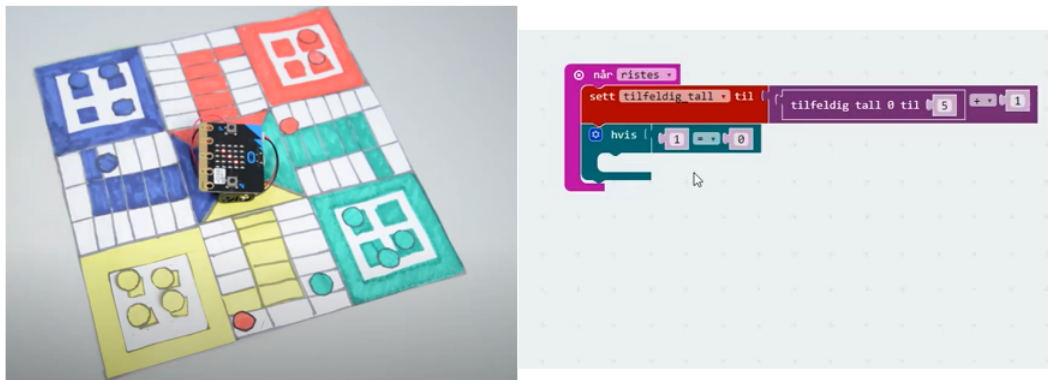 når ristes
sett tilfeldig_tall til tilfeldig tall 0 til 5 + 1
hvis 1 = 0